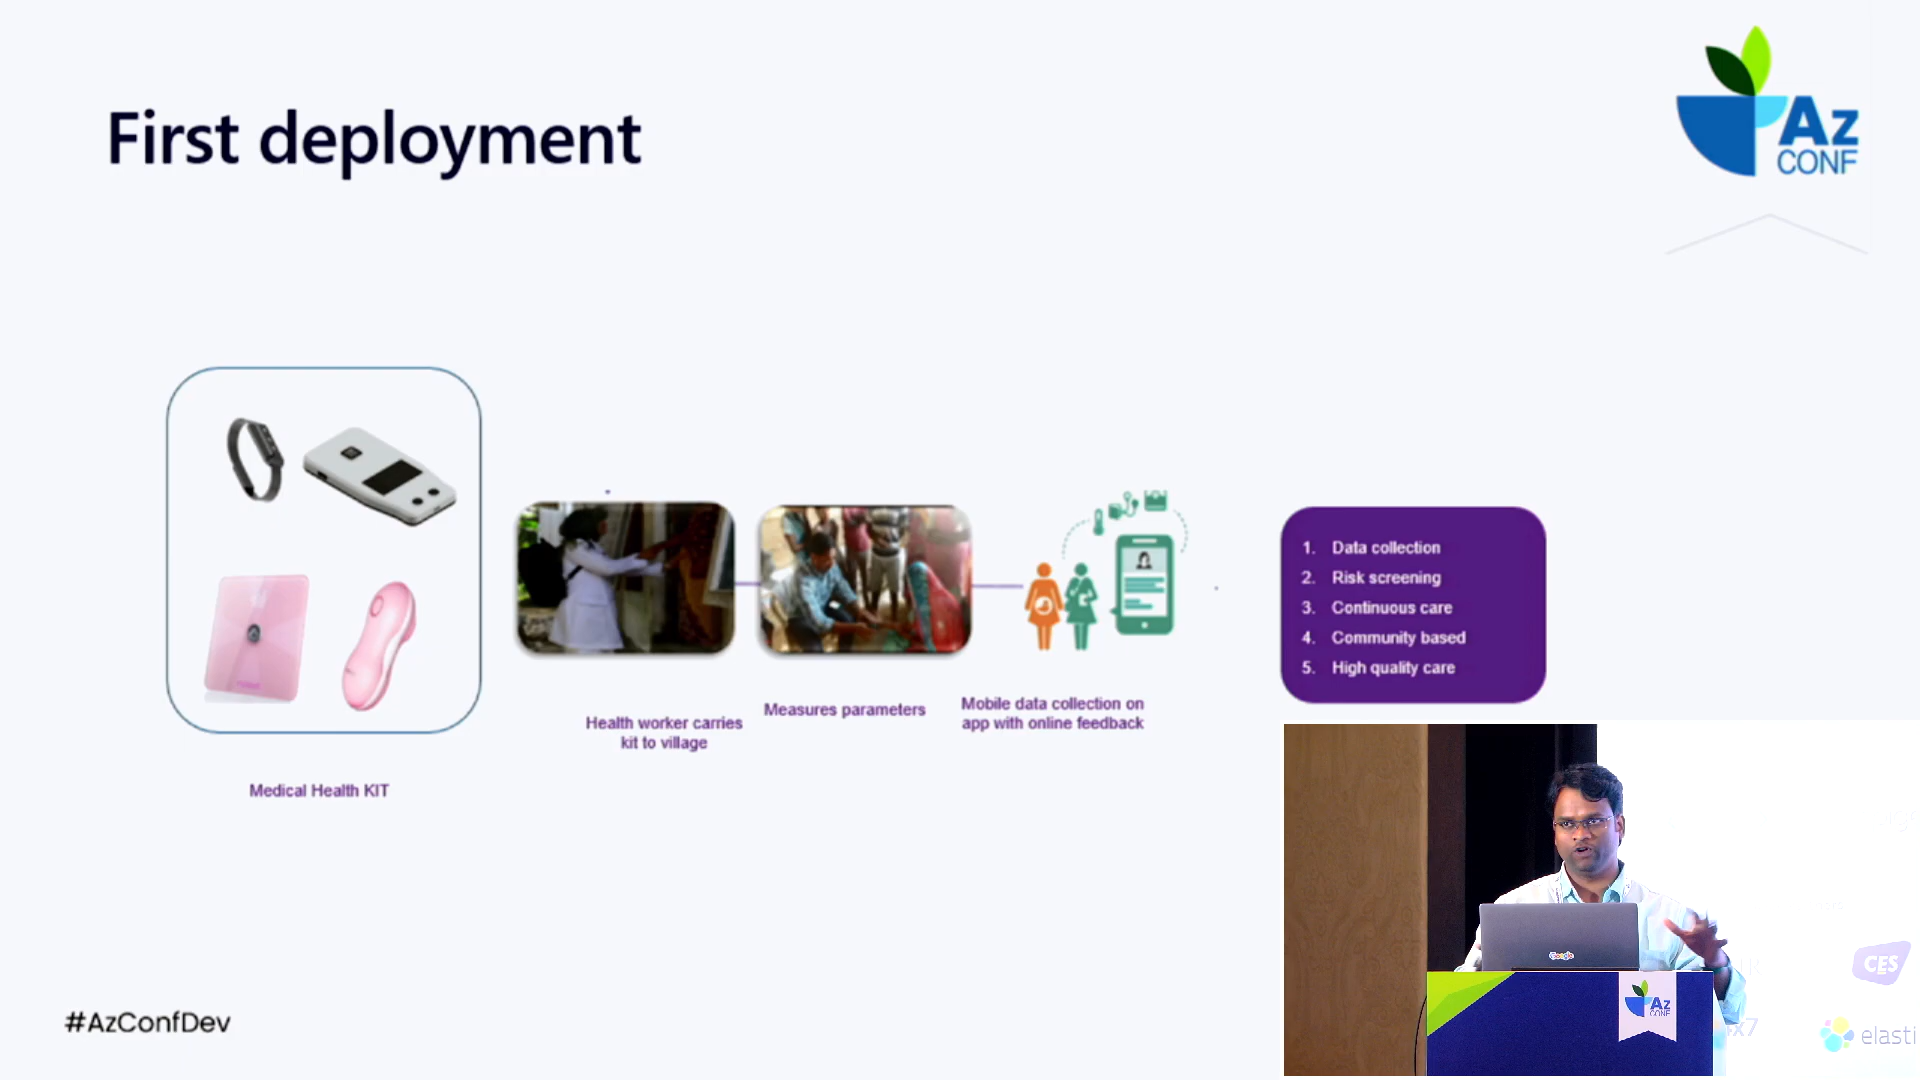 First deployment
Az
CONF
1. Data collection
2. Risk screening
3. Continuous care
4. Community based
5. High quality care
Health worker carries
kit to village
Measures parameters
Mobile data collection on
app with online feedback
Medical Health KIT
#AzConfDev
Google
Az
CONF
CES
elasti